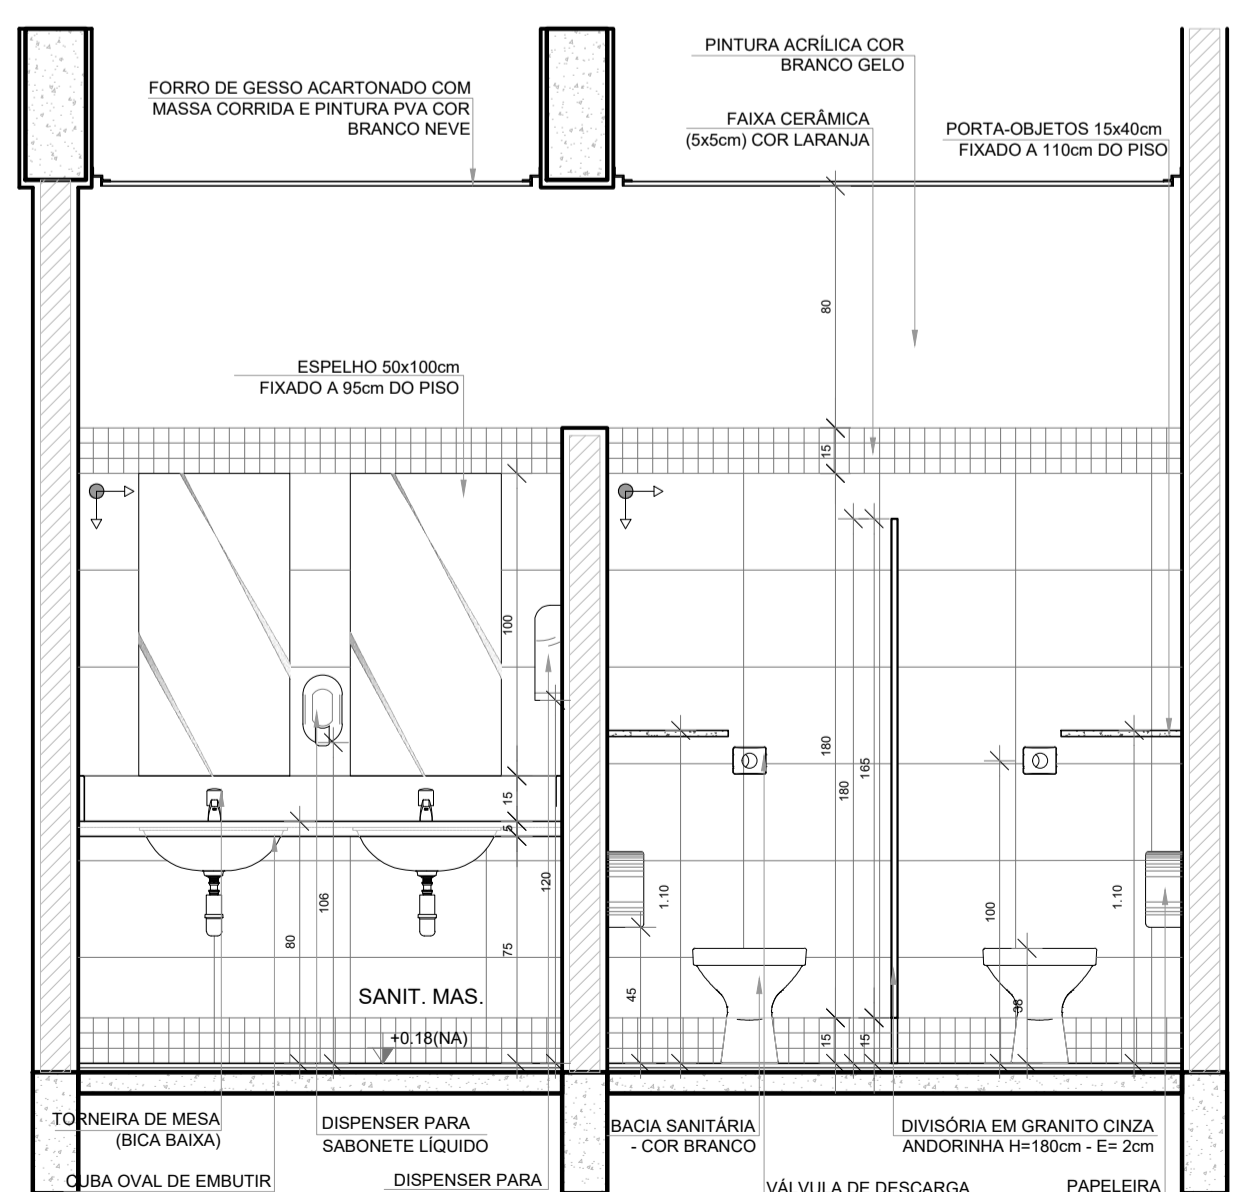 PINTURA ACRÍLICA COR
BRANCO GELO
FORRO DE GESSO ACARTONADO COM
MASSA CORRIDA E PINTURA PVA COR
BRANCO NEVE
FAIXA CERÂMICA
(5x5cm) COR LARANJA
PORTA-OBJETOS 15x40cm
FIXADO A 110cm DO PISO
80
ESPELHO 50x100cm
FIXADO A 95cm DO PISO
15
100
180
165
180
15
5
106
120
80
75
1.10
1.10
100
45
38
15
15
SANIT. MAS.
+0.18(NA)
TORNEIRA DE MESA
(BICA BAIXA)
DISPENSER PARA
SABONETE LÍQUIDO
BACIA SANITÁRIA
- COR BRANCO
DIVISÓRIA EM GRANITO CINZA
ANDORINHA H=180cm - E= 2cm
CUBA OVAL DE EMBUTIR
DISPENSER PARA
VÁLVULA DE DESCARGA
PAPELEIRA